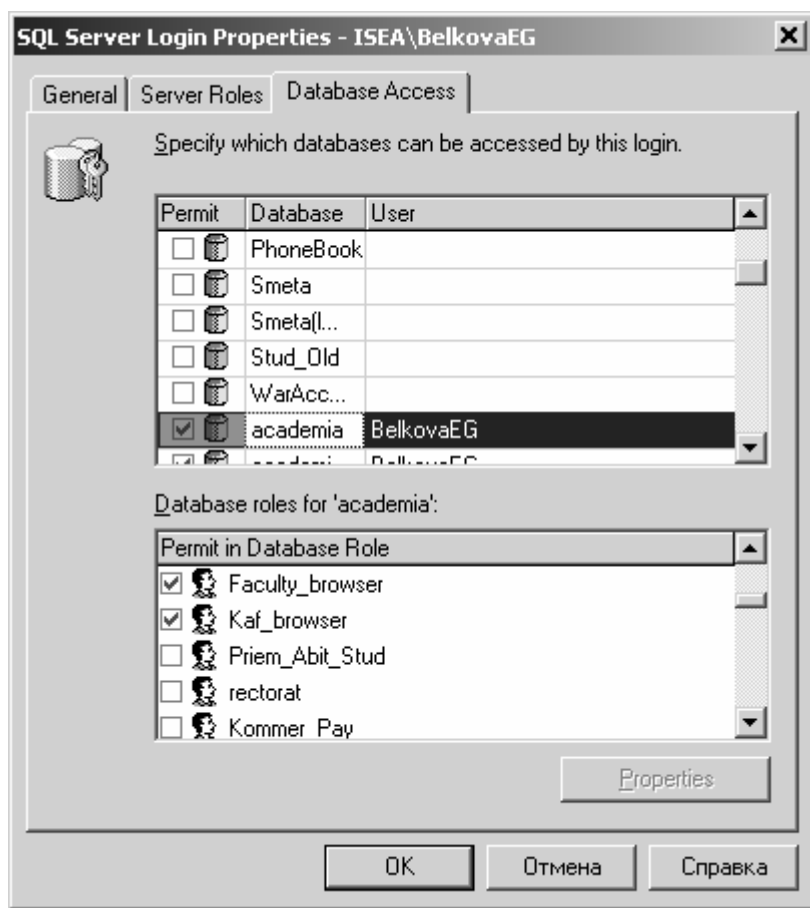 SQL Server Login Properties - ISEA\BelkovaEG
General Server Roles Database Access
Specify which databases can be accessed by this login.
Permit Database User
PhoneBook
Smeta
Smeta(I...
Stud_Old
WarAcc...
academia BelkovaEG
Database roles for 'academia':
Permit in Database Role
Faculty_browser
Kaf_browser
Priem_Abit_Stud
rectorat
Kommer_Pay
Properties
OK Отмена Справка